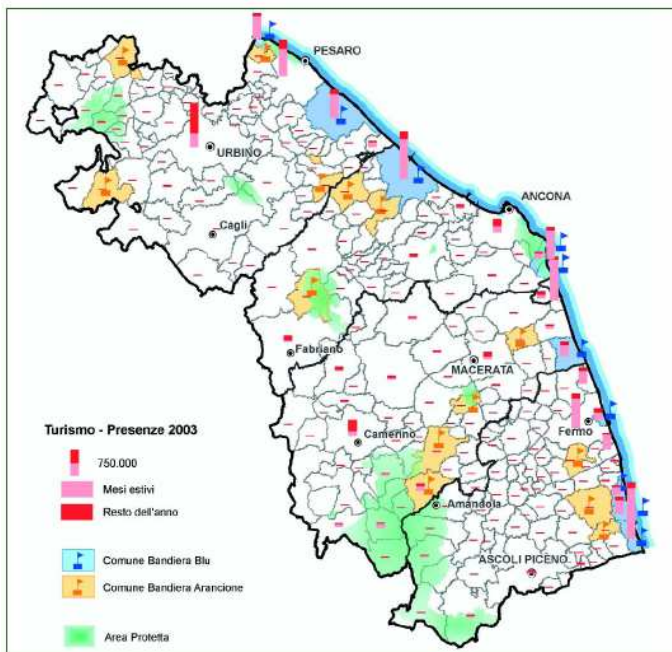 PESARO
URBINO
Cagli
ANCONA
Fabriano
MACERATA
Camerino
Fermo
Amandola
ASCOLI PICENO
Turismo - Presenze 2003
750.000
Mesi estivi
Resto dell'anno
Comune Bandiera Blu
Comune Bandiera Arancione
Area Protetta